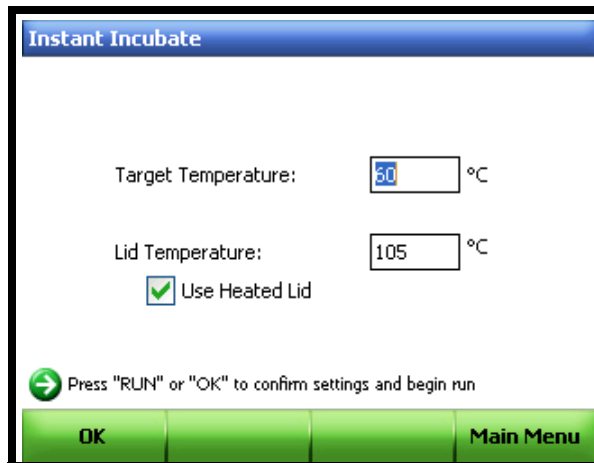 Instant Incubate
Target Temperature: 60 °C
Lid Temperature: 105 °C
Use Heated Lid
Press "RUN" or "OK" to confirm settings and begin run
OK Main Menu